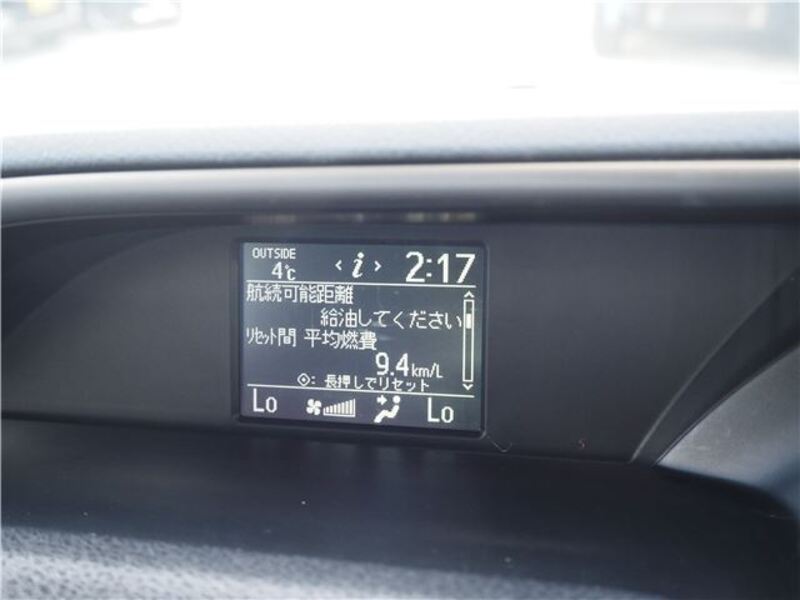 OUTSIDE
4℃
< i >
2:17
航続可能距離
給油してください
リセット間 平均燃費
9.4 km/L
: 長押しでリセット
Lo
Lo